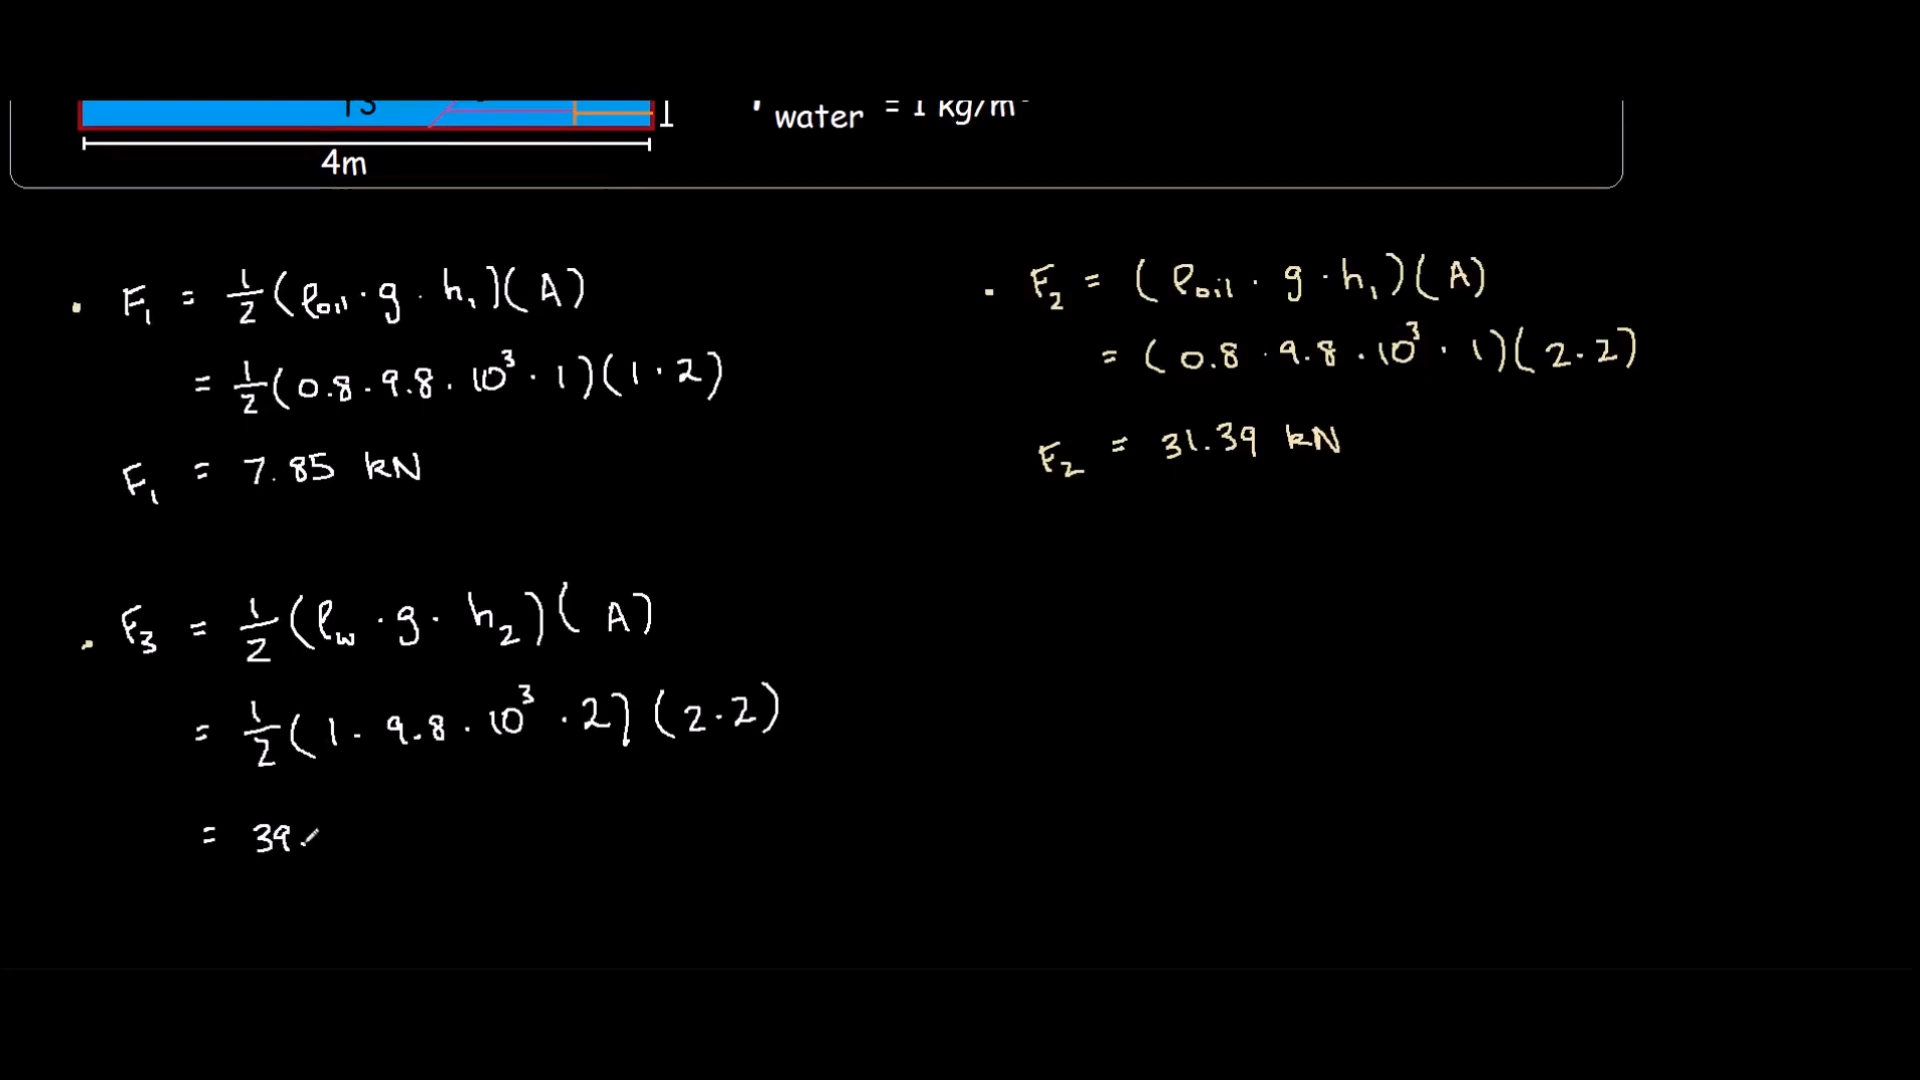 F3
water = 1 kg/m³
4m
. F₁ = 1/2 (ρoil · g · h₁)(A)
= 1/2 (0.8 · 9.8 · 10³ · 1)(1 · 2)
F₁ = 7.85 kN
. F₂ = (ρoil · g · h₁)(A)
= (0.8 · 9.8 · 10³ · 1)(2 · 2)
F₂ = 31.39 kN
. F₃ = 1/2 (ρw · g · h₂)(A)
= 1/2 (1 · 9.8 · 10³ · 2)(2 · 2)
= 39.